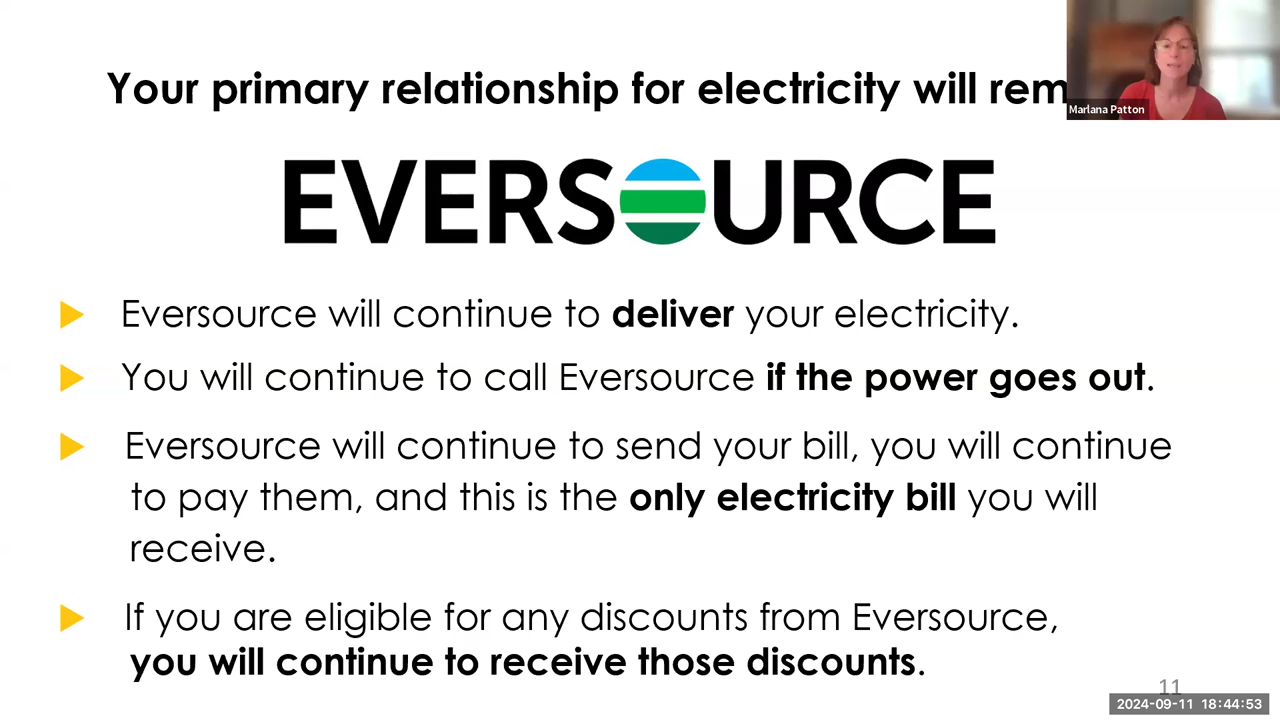 Your primary relationship for electricity will rem
Marlana Patton
EVERSOURCE
Eversource will continue to deliver your electricity.
You will continue to call Eversource if the power goes out.
Eversource will continue to send your bill, you will continue
to pay them, and this is the only electricity bill you will
receive.
If you are eligible for any discounts from Eversource,
you will continue to receive those discounts.
11
2024-09-11 18:44:53